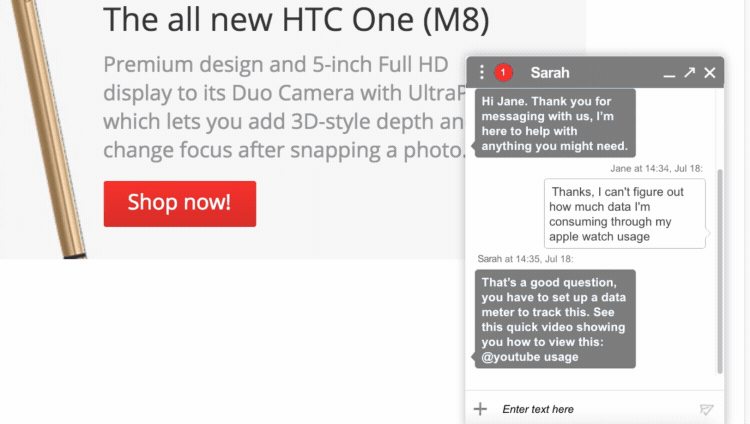 The all new HTC One (M8)
Premium design and 5-inch Full HD
display to its Duo Camera with UltraP
which lets you add 3D-style depth an
change focus after snapping a photo.
Shop now!
1 Sarah
Hi Jane. Thank you for
messaging with us, I'm
here to help with
anything you might need.
Jane at 14:34, Jul 18:
Thanks, I can't figure out
how much data I'm
consuming through my
apple watch usage
Sarah at 14:35, Jul 18:
That's a good question,
you have to set up a data
meter to track this. See
this quick video showing
you how to view this:
@youtube usage
Enter text here